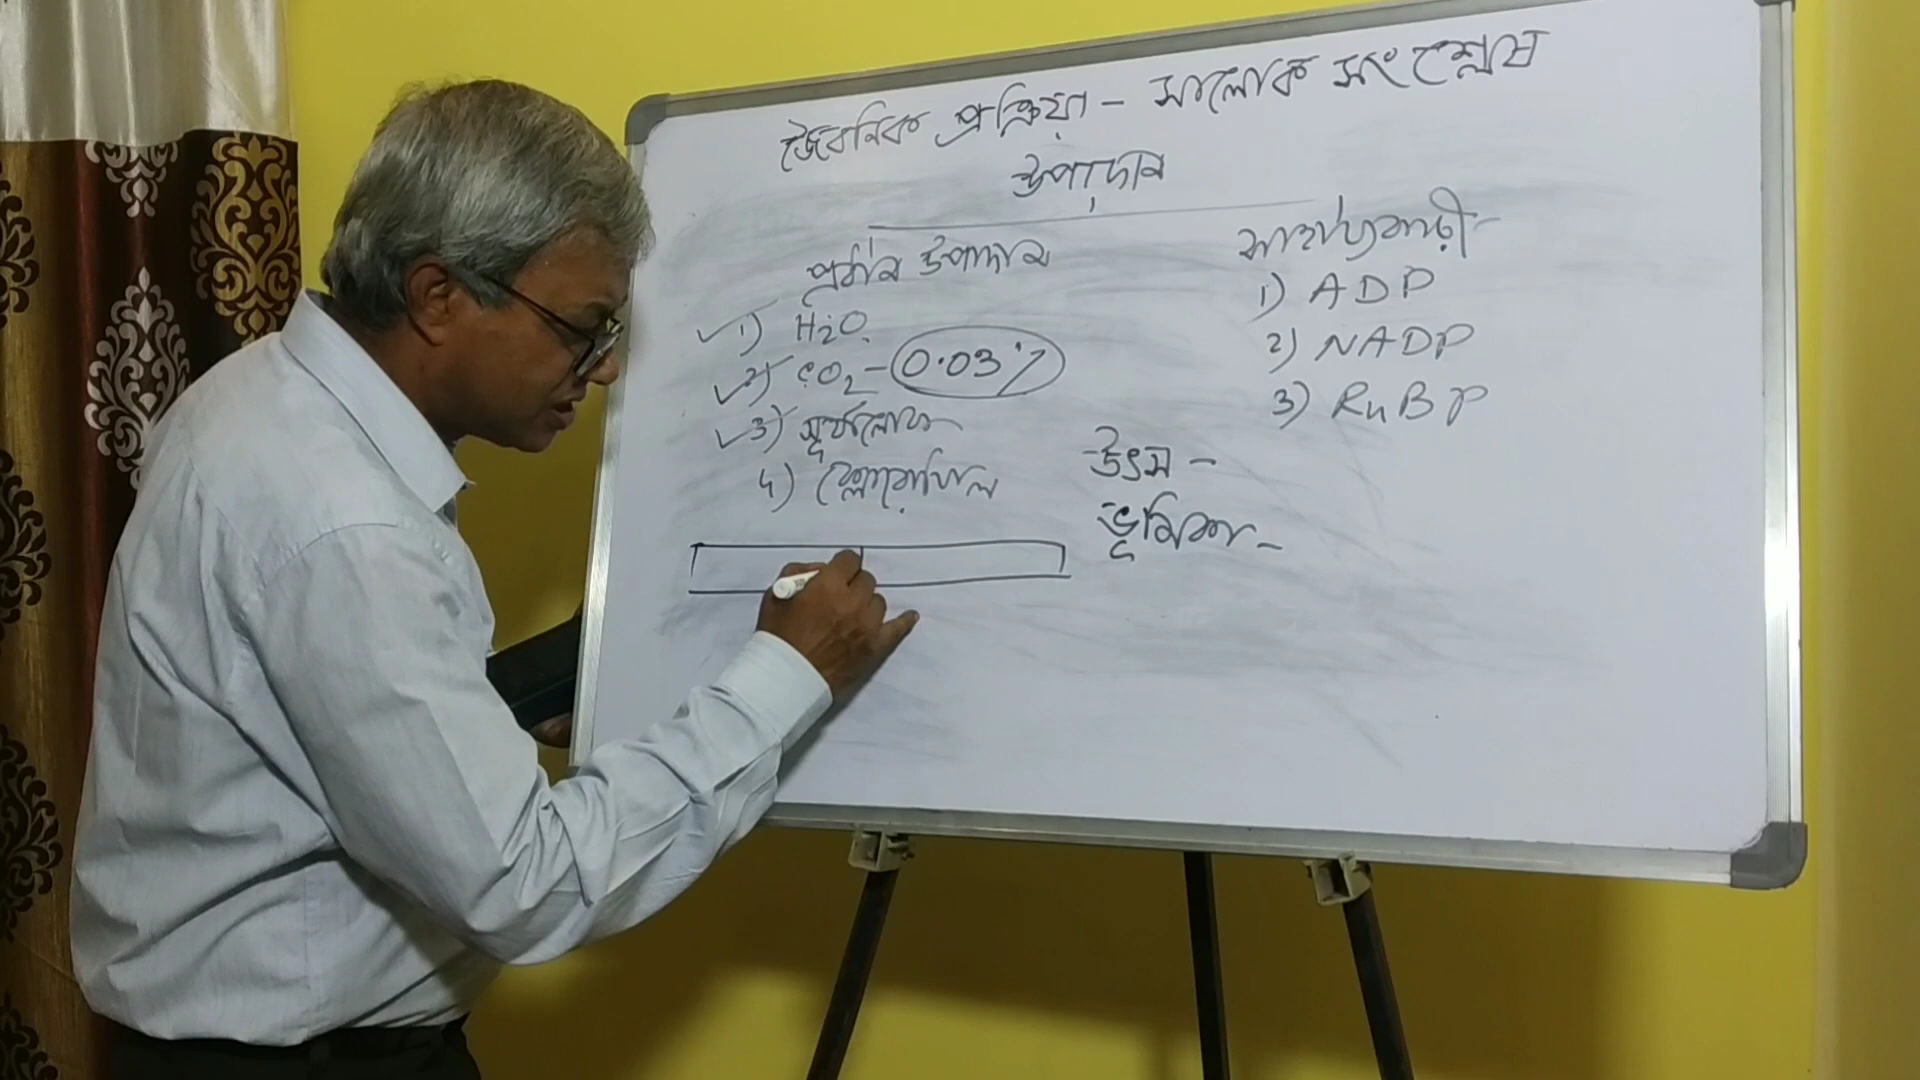 জৈবনিক প্রক্রিয়া - সালোক সংশ্লেষ
উপাদান
প্রধান উপাদান
1) H2O
2) CO2 - 0.03%
3) সূর্যালোক
4) ক্লোরোফিল
সাহায্যকারী -
1) ADP
2) NADP
3) RuBP
উৎস -
ভূমিকা -